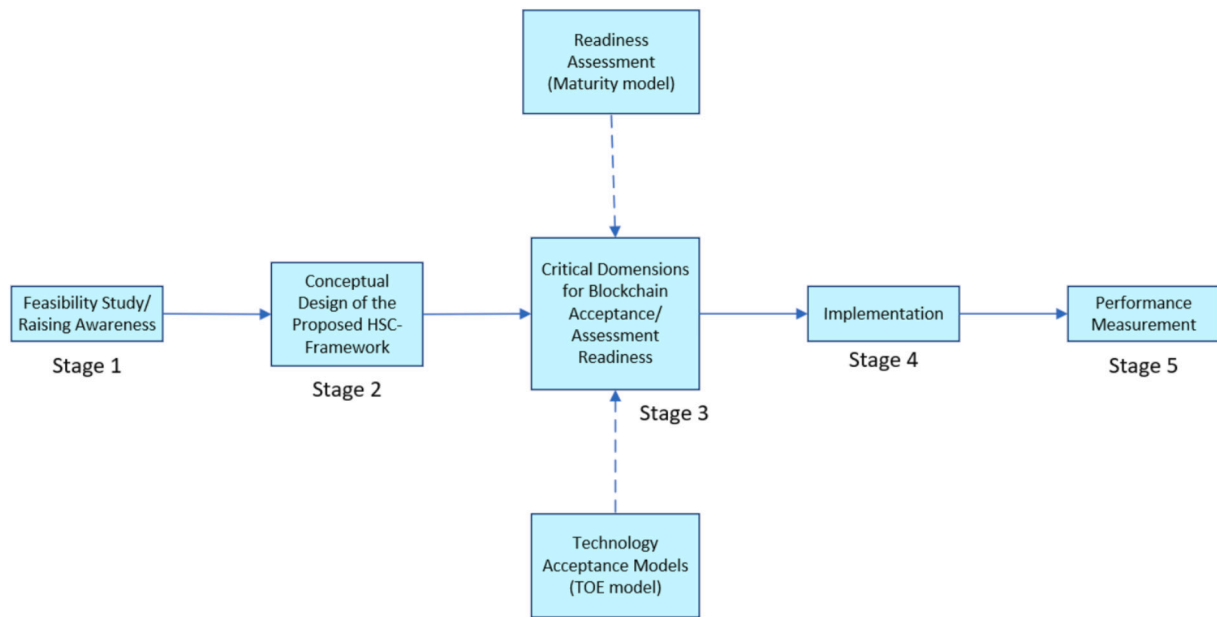 Readiness
Assessment
(Maturity model)
Feasibility Study/
Raising Awareness
Stage 1
Conceptual
Design of the
Proposed HSC-
Framework
Stage 2
Critical Domensions
for Blockchain
Acceptance/
Assessment
Readiness
Stage 3
Implementation
Stage 4
Performance
Measurement
Stage 5
Technology
Acceptance Models
(TOE model)